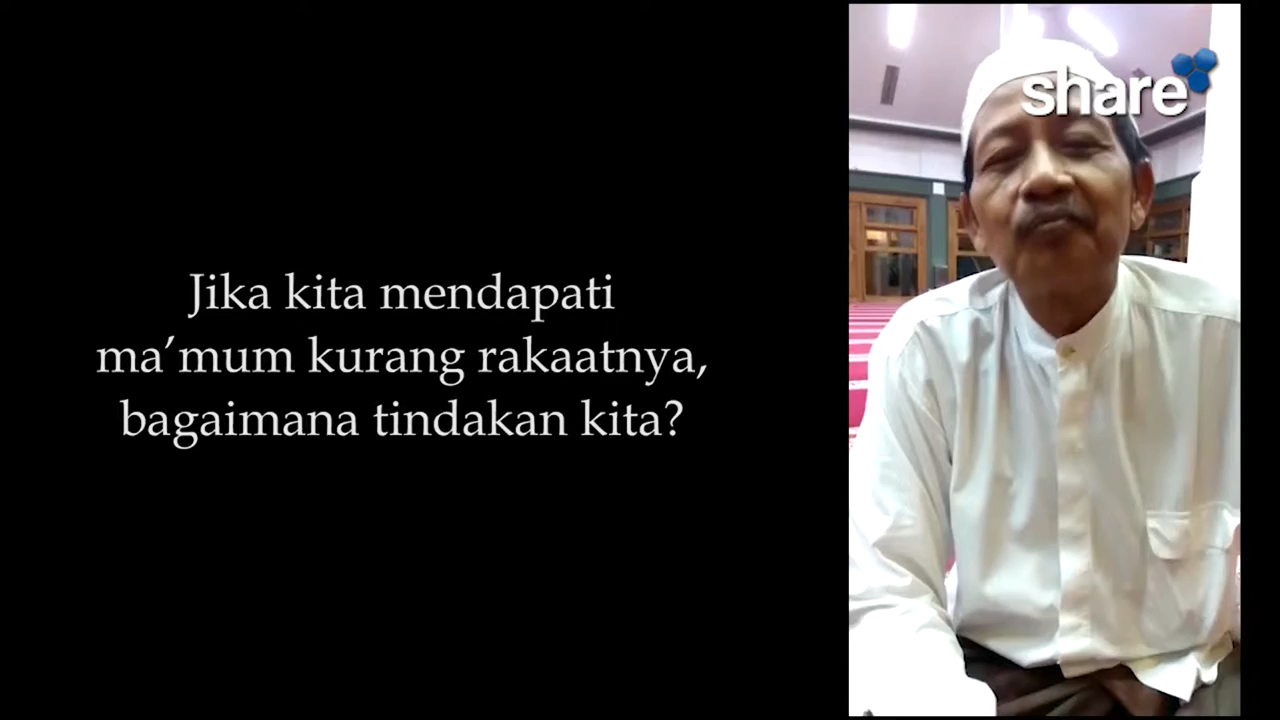 share
Jika kita mendapati
ma’mum kurang rakaatnya,
bagaimana tindakan kita?